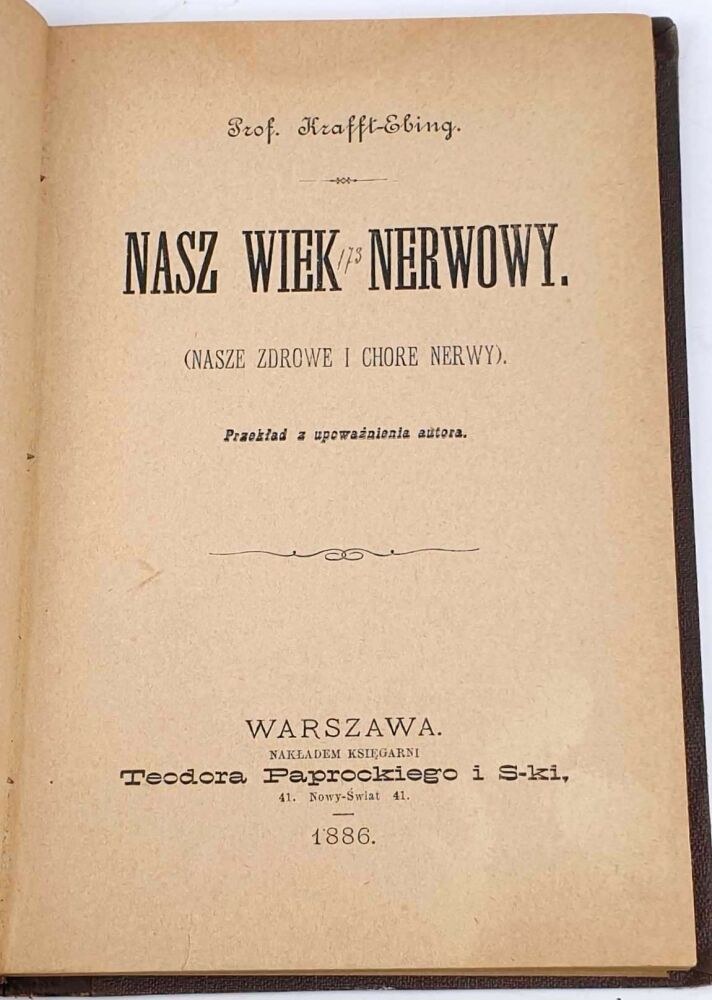 Prof. Krafft-Ebing.
NASZ WIEK 173 NERWOWY.
(NASZE ZDROWE I CHORE NERWY).
Przekład z upoważnienia autora.
WARSZAWA.
NAKŁADEM KSIĘGARNI
Teodora Paprockiego i S-ki,
41. Nowy-Świat 41.
1886.